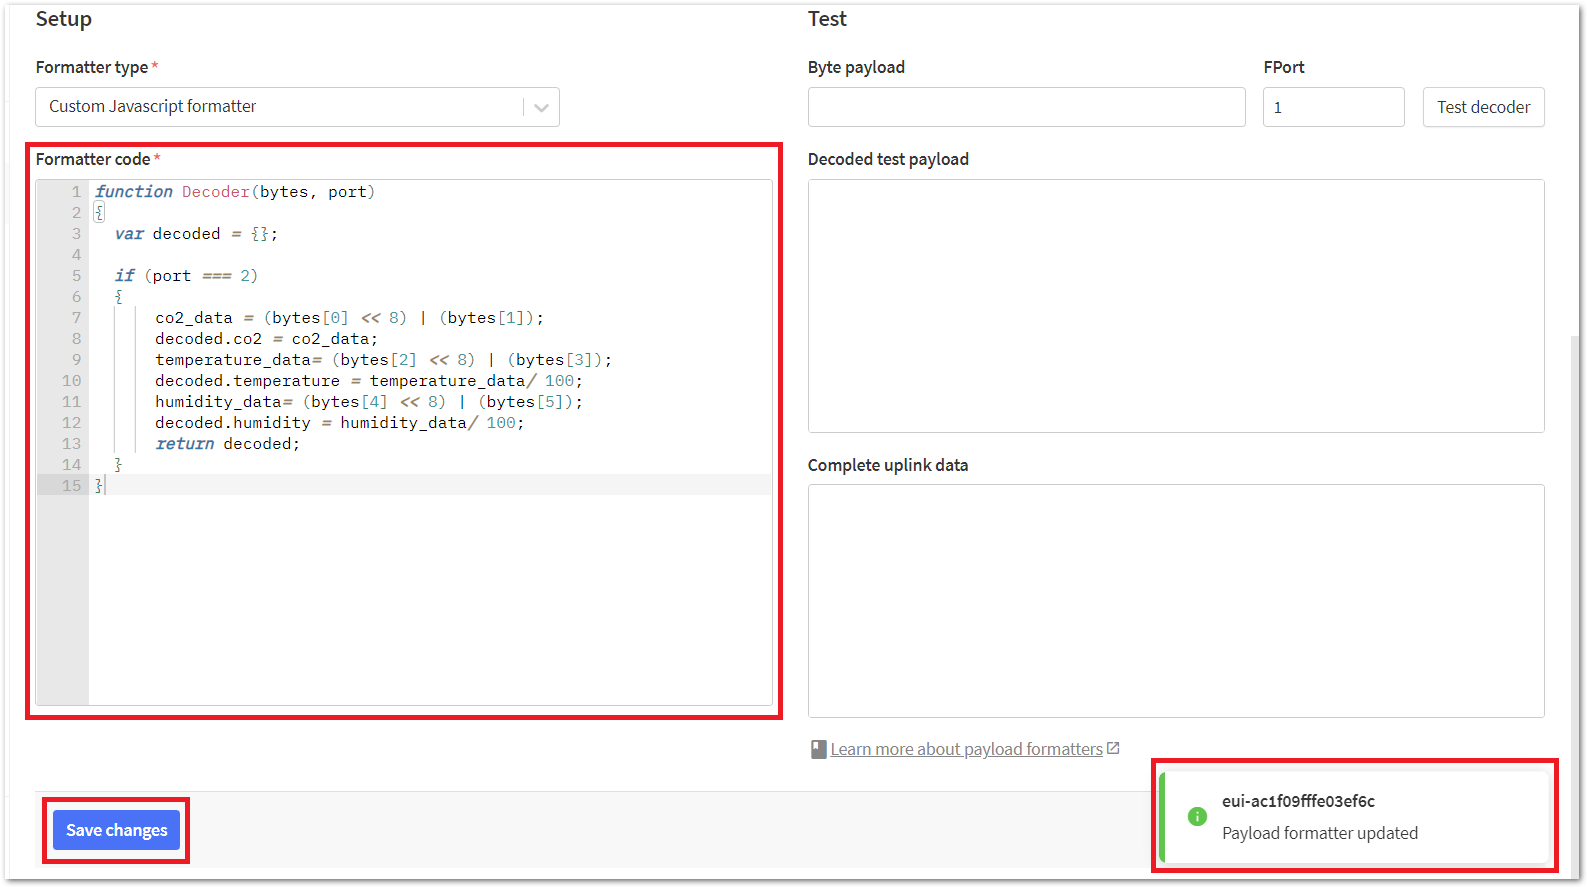 Setup
Formatter type *
Custom Javascript formatter
Formatter code *
1 function Decoder(bytes, port)
2 {
3 var decoded = {};
4
5 if (port === 2)
6 {
7 co2_data = (bytes[0] << 8) | (bytes[1]);
8 decoded.co2 = co2_data;
9 temperature_data= (bytes[2] << 8) | (bytes[3]);
10 decoded.temperature = temperature_data/ 100;
11 humidity_data= (bytes[4] << 8) | (bytes[5]);
12 decoded.humidity = humidity_data/ 100;
13 return decoded;
14 }
15 }
Save changes
Test
Byte payload
FPort
1
Test decoder
Decoded test payload
Complete uplink data
Learn more about payload formatters
eui-ac1f09fffe03ef6c
Payload formatter updated